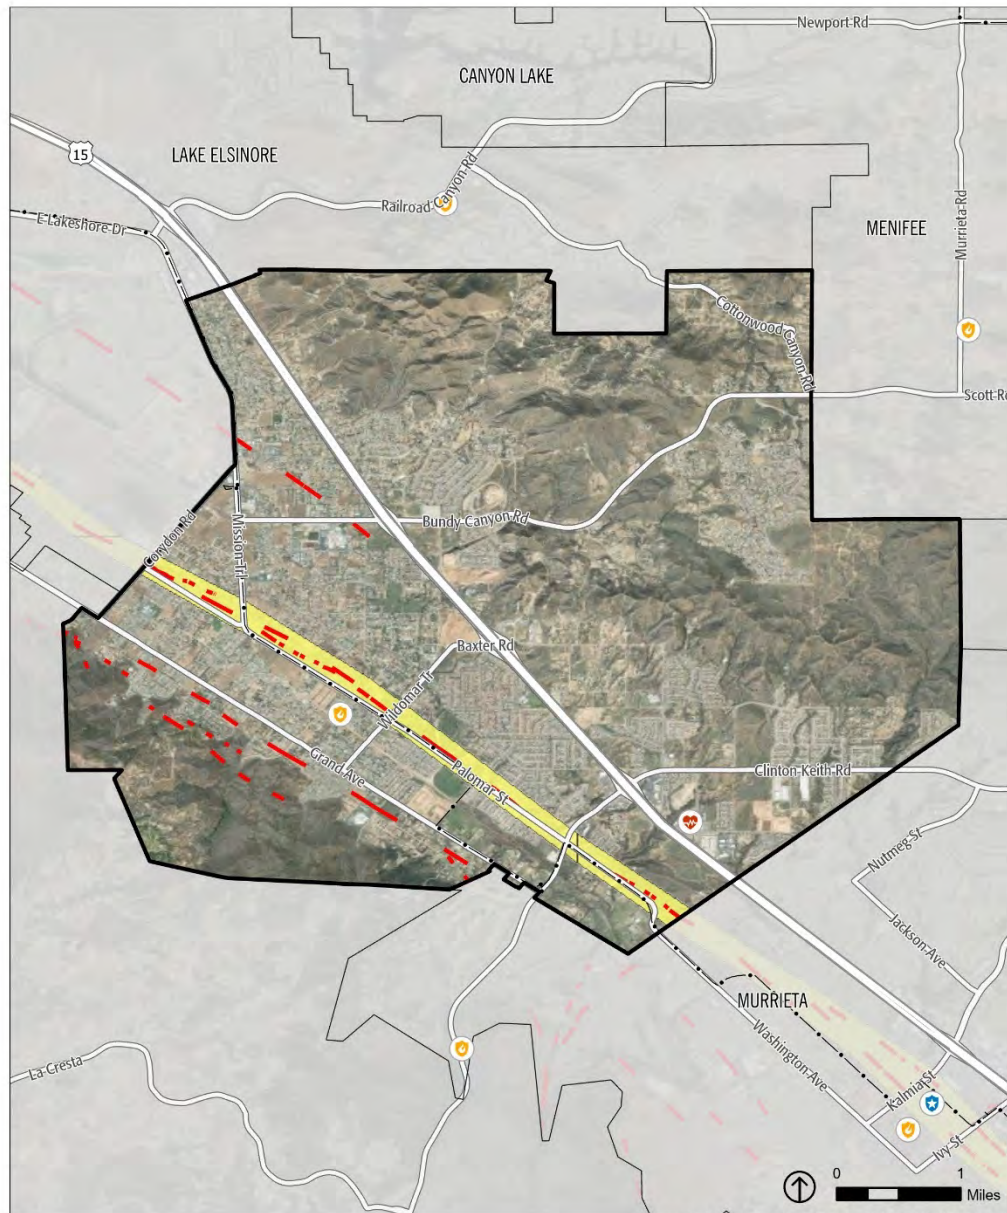 Newport Rd
CANYON LAKE
15
LAKE ELSINORE
Railroad Canyon Rd
E Lakeshore Dr
MENIFEE
Murrieta Rd
Cottonwood Canyon Rd
Scott Rd
Corydon Rd
Mission Trl
Bundy Canyon Rd
Baxter Rd
Wildomar Tr
Grand Ave
Palomar St
Clinton Keith Rd
Nutmeg St
Jackson Ave
MURRIETA
Washington Ave
La Cresta
Kalmia St
Ivy St
0 1
Miles